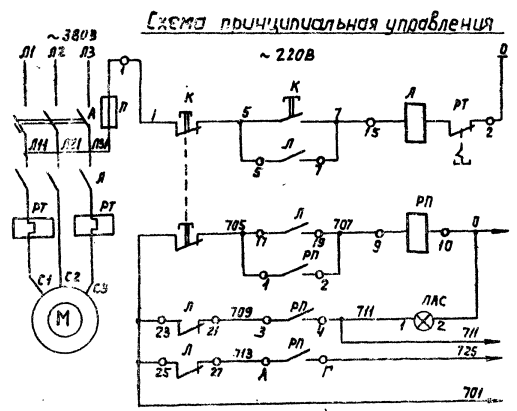 Схема принципиальная управления
~380В
~220В
Л1 Л2 Л3
1
0
А
П
1
К
К
5
7
Л
РТ
15
2
Л
5
7
Л11 Л21 Л31
Л
РТ
РТ
705
Л
707
РП
0
17
19
9
10
РП
1
2
С1
С2
С3
М
Л
709
РП
711
ЛАС
23
21
3
4
1
2
711
Л
713
РП
725
25
27
А
Г
701